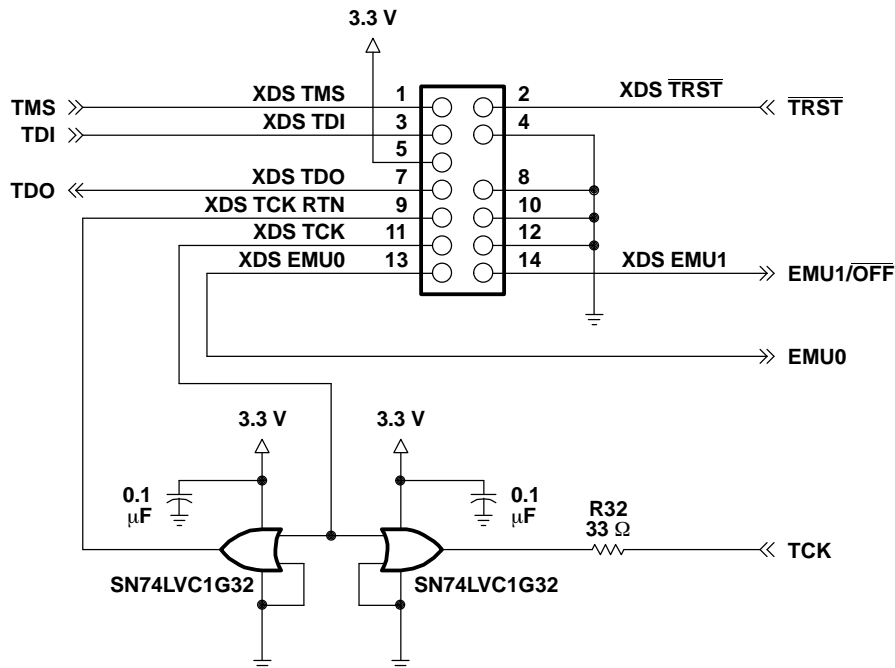 3.3 V
XDS TMS 1 2 XDS TRST
TMS TRST
XDS TDI 3 4
TDI
5
XDS TDO 7 8
TDO
XDS TCK RTN 9 10
XDS TCK 11 12
XDS EMU0 13 14 XDS EMU1
EMU1/OFF
EMU0
3.3 V 3.3 V
0.1 μF
0.1 μF
R32
33 Ω
TCK
SN74LVC1G32 SN74LVC1G32